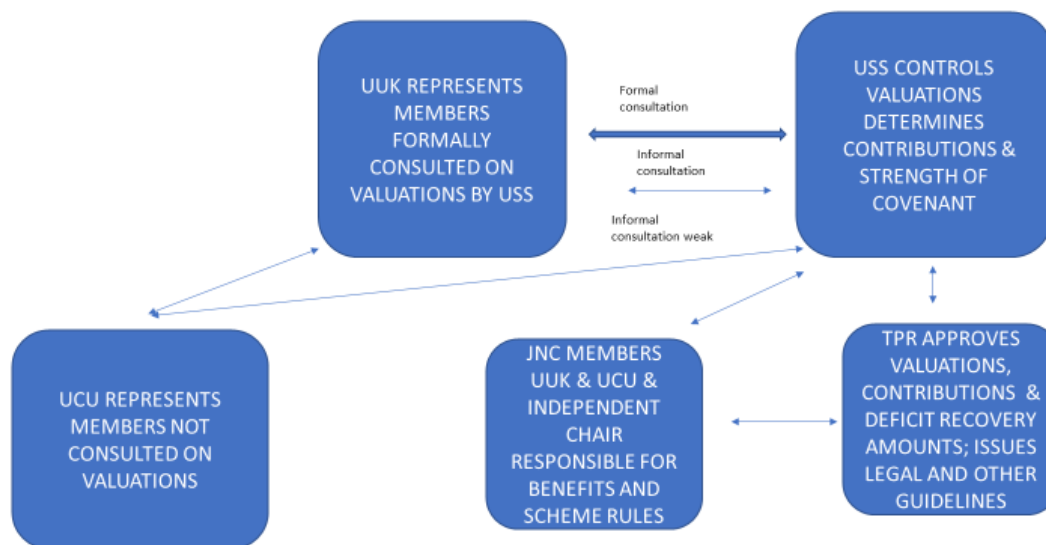 UUK REPRESENTS
MEMBERS
FORMALLY
CONSULTED ON
VALUATIONS BY USS
Formal
consultation
Informal
consultation
Informal
consultation weak
USS CONTROLS
VALUATIONS
DETERMINES
CONTRIBUTIONS &
STRENGTH OF
COVENANT
UCU REPRESENTS
MEMBERS NOT
CONSULTED ON
VALUATIONS
JNC MEMBERS
UUK & UCU &
INDEPENDENT
CHAIR
RESPONSIBLE FOR
BENEFITS AND
SCHEME RULES
TPR APPROVES
VALUATIONS,
CONTRIBUTIONS &
DEFICIT RECOVERY
AMOUNTS; ISSUES
LEGAL AND OTHER
GUIDELINES